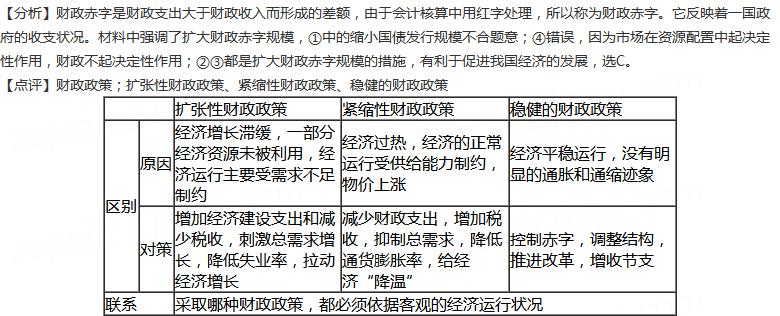 【分析】财政赤字是财政支出大于财政收入而形成的差额，由于会计核算中用红字处理，所以称为财政赤字。它反映着一国政
府的收支状况。材料中强调了扩大财政赤字规模，①中的缩小国债发行规模不合题意；④错误，因为市场在资源配置中起决定
性作用，财政不起决定性作用；②③都是扩大财政赤字规模的措施，有利于促进我国经济的发展，选C。
【点评】财政政策；扩张性财政政策、紧缩性财政政策、稳健的财政政策
扩张性财政政策 紧缩性财政政策 稳健的财政政策
区别
原因
经济增长滞缓，一部分
经济资源未被利用，经
济运行主要受需求不足
制约
经济过热，经济的正常
运行受供给能力制约，
物价上涨
经济平稳运行，没有明
显的通胀和通缩迹象
对策
增加经济建设支出和减
少税收，刺激总需求增
长，降低失业率，拉动
经济增长
减少财政支出，增加税
收，抑制总需求，降低
通货膨胀率，给经
济“降温”
控制赤字，调整结构，
推进改革，增收节支
联系 采取哪种财政政策，都必须依据客观的经济运行状况